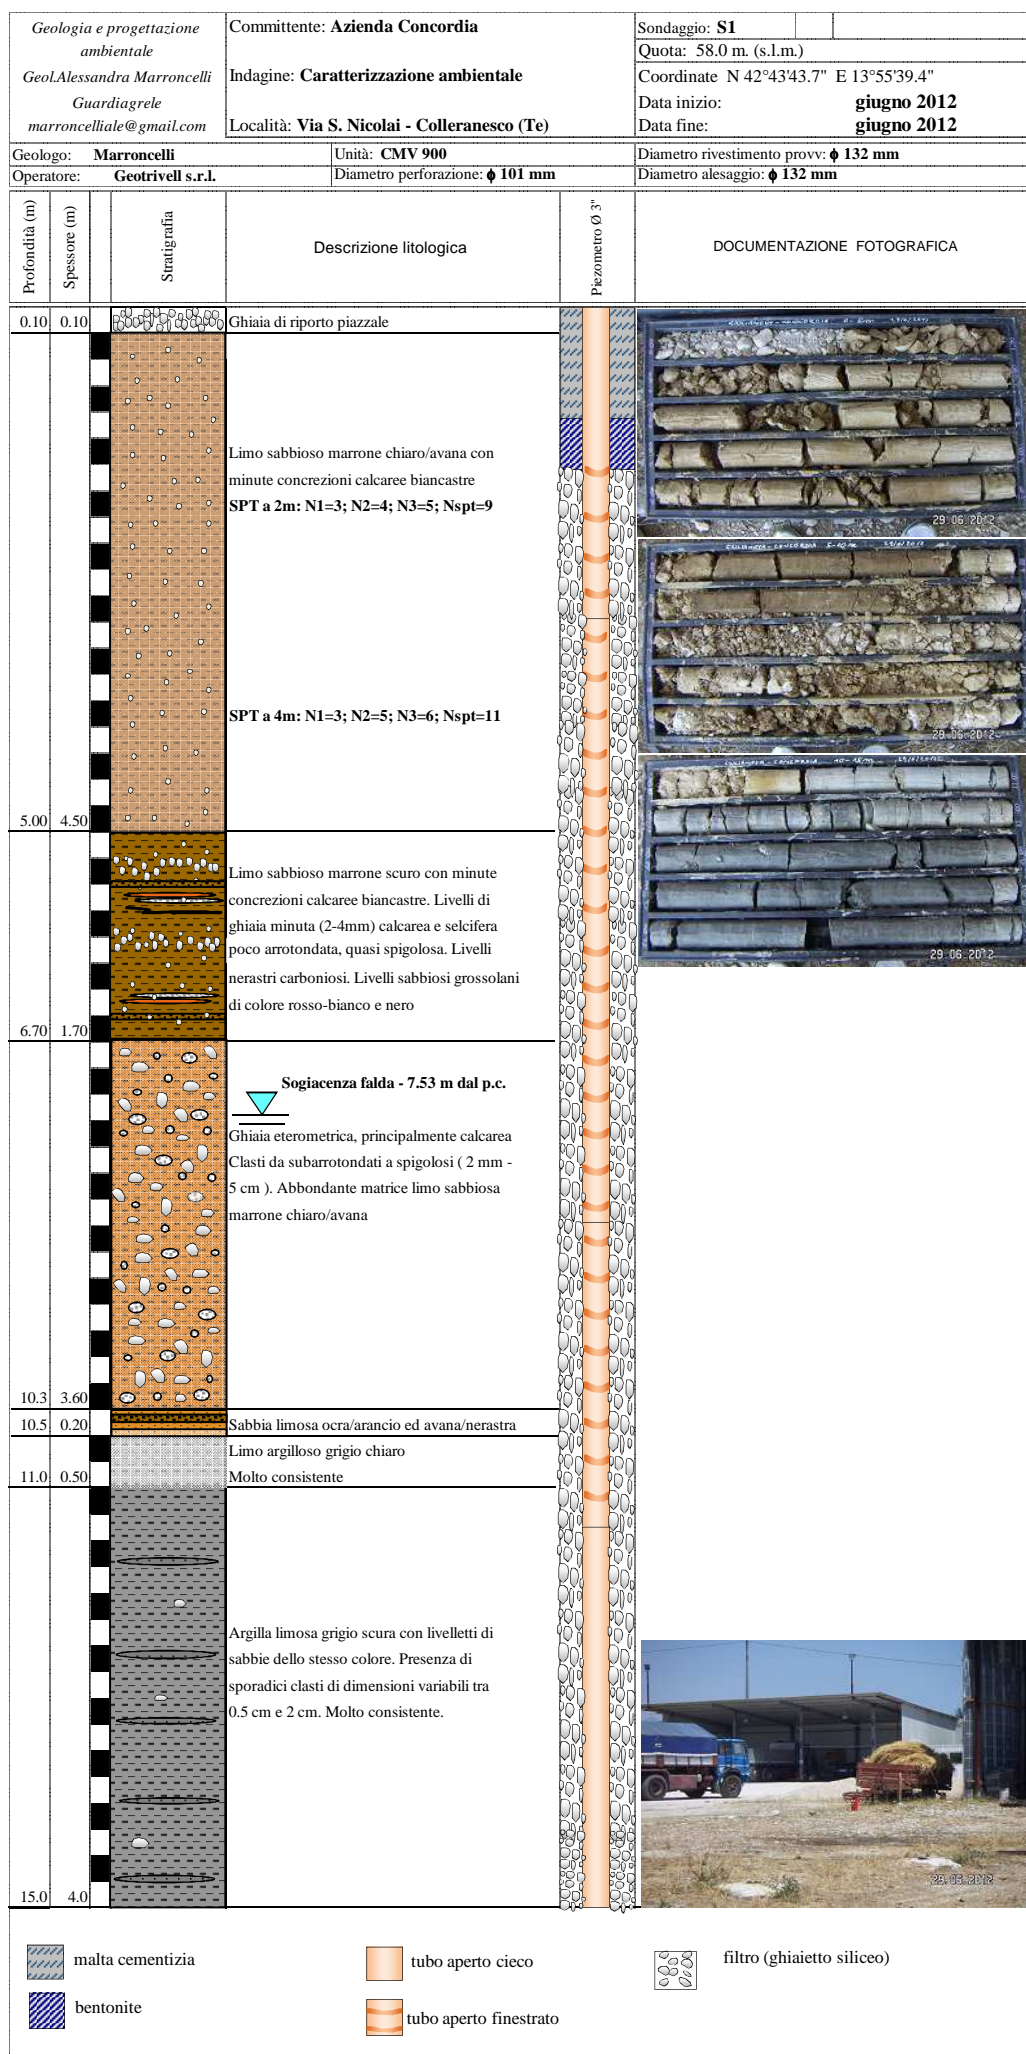 Geologia e progettazione
ambientale
Geol.Alessandra Marroncelli
Guardiagrele
marroncelliale@gmail.com
Committente: Azienda Concordia
Indagine: Caratterizzazione ambientale
Località: Via S. Nicolai - Colleranesco (Te)
Sondaggio: S1
Quota: 58.0 m. (s.l.m.)
Coordinate N 42°43'43.7" E 13°55'39.4"
Data inizio: giugno 2012
Data fine: giugno 2012
Geologo: Marroncelli
Unità: CMV 900
Diametro rivestimento provv: ϕ 132 mm
Operatore: Geotrivell s.r.l.
Diametro perforazione: ϕ 101 mm
Diametro alesaggio: ϕ 132 mm
Profondità (m)
Spessore (m)
Stratigrafia
Descrizione litologica
Piezometro Ø 3"
DOCUMENTAZIONE FOTOGRAFICA
0.10 0.10 Ghiaia di riporto piazzale
Limo sabbioso marrone chiaro/avana con
minute concrezioni calcaree biancastre
SPT a 2m: N1=3; N2=4; N3=5; Nspt=9
SPT a 4m: N1=3; N2=5; N3=6; Nspt=11
5.00 4.50
Limo sabbioso marrone scuro con minute
concrezioni calcaree biancastre. Livelli di
ghiaia minuta (2-4mm) calcarea e selcifera
poco arrotondata, quasi spigolosa. Livelli
nerastri carboniosi. Livelli sabbiosi grossolani
di colore rosso-bianco e nero
6.70 1.70
Sogiacenza falda - 7.53 m dal p.c.
Ghiaia eterometrica, principalmente calcarea
Clasti da subarrotondati a spigolosi ( 2 mm -
5 cm ). Abbondante matrice limo sabbiosa
marrone chiaro/avana
10.3 3.60
10.5 0.20 Sabbia limosa ocra/arancio ed avana/nerastra
Limo argilloso grigio chiaro
11.0 0.50 Molto consistente
Argilla limosa grigio scura con livelletti di
sabbie dello stesso colore. Presenza di
sporadici clasti di dimensioni variabili tra
0.5 cm e 2 cm. Molto consistente.
15.0 4.0
29.06.2012
29.06.2012
29.06.2012
29.06.2012
malta cementizia
tubo aperto cieco
filtro (ghiaietto siliceo)
bentonite
tubo aperto finestrato